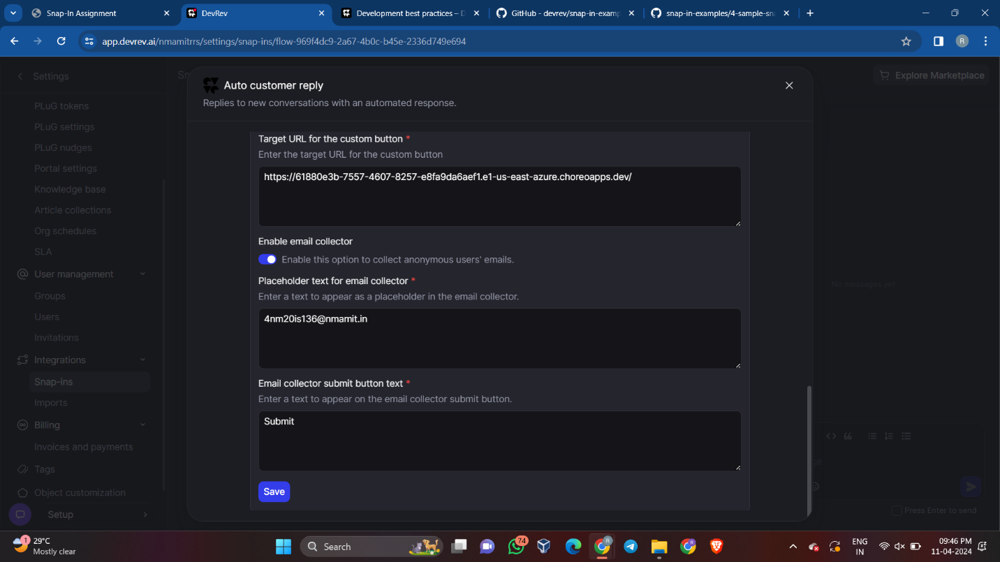 Snap-In Assignment
DevRev
Development best practices – D
GitHub - devrev/snap-in-examp
snap-in-examples/4-sample-sna
app.devrev.ai/nmamitrrs/settings/snap-ins/flow-969f4dc9-2a67-4b0c-b45e-2336d749e694
R
Settings
Explore Marketplace
PLuG tokens
PLuG settings
PLuG nudges
Portal settings
Knowledge base
Article collections
Org schedules
SLA
User management
Groups
Users
Invitations
Integrations
Snap-ins
Imports
Billing
Invoices and payments
Tags
Object customization
Setup
Auto customer reply
Replies to new conversations with an automated response.
Target URL for the custom button *
Enter the target URL for the custom button
https://61880e3b-7557-4607-8257-e8fa9da6aef1.e1-us-east-azure.choreoapps.dev/
Enable email collector
Enable this option to collect anonymous users' emails.
Placeholder text for email collector *
Enter a text to appear as a placeholder in the email collector.
4nm20is136@nmamit.in
Email collector submit button text *
Enter a text to appear on the email collector submit button.
Submit
Save
No messages yet
Press Enter to send
1
29°C
Mostly clear
Search
74
R
R
ENG
IN
09:46 PM
11-04-2024